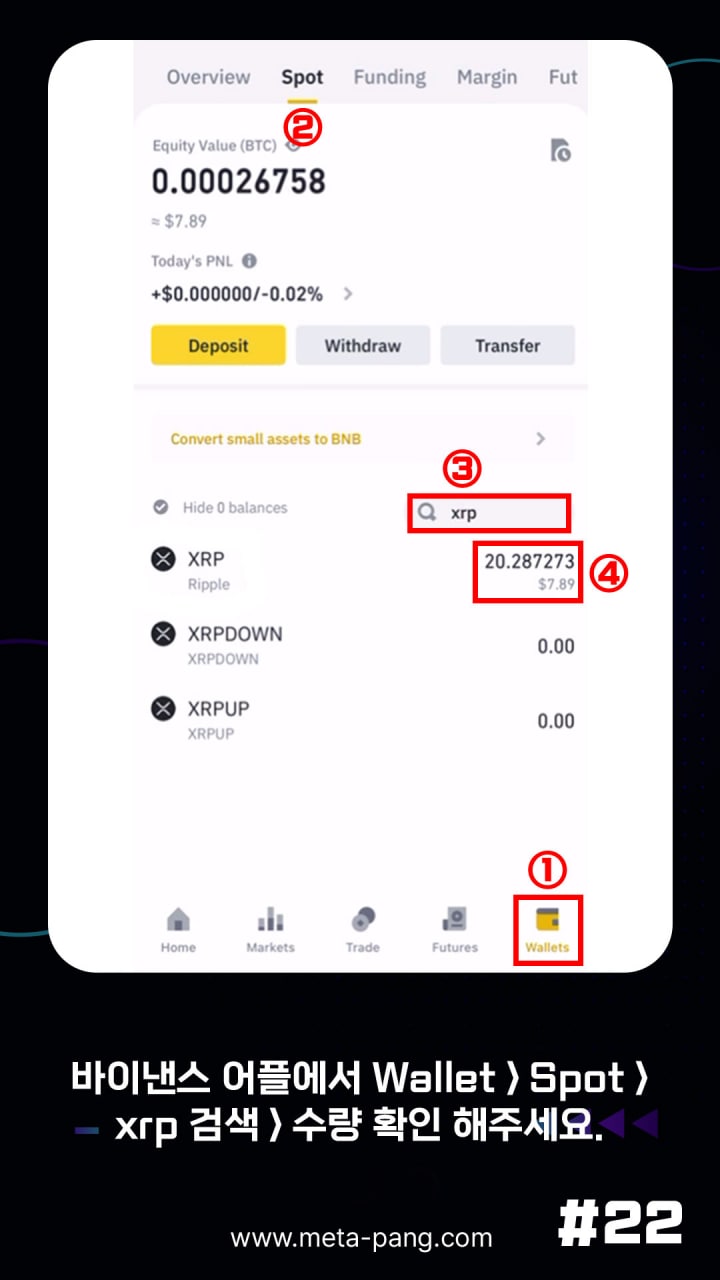 Overview Spot Funding Margin Fut
②
Equity Value (BTC)
0.00026758
≈ $7.89
Today's PNL
+$0.000000/-0.02%
Deposit Withdraw Transfer
Convert small assets to BNB
③
Hide 0 balances xrp
XRP 20.287273
Ripple $7.89
④
XRPDOWN 0.00
XRPDOWN
XRPUP 0.00
XRPUP
①
Home Markets Trade Futures Wallets
바이낸스 어플에서 Wallet > Spot >
xrp 검색 > 수량 확인 해주세요.
#22
www.meta-pang.com